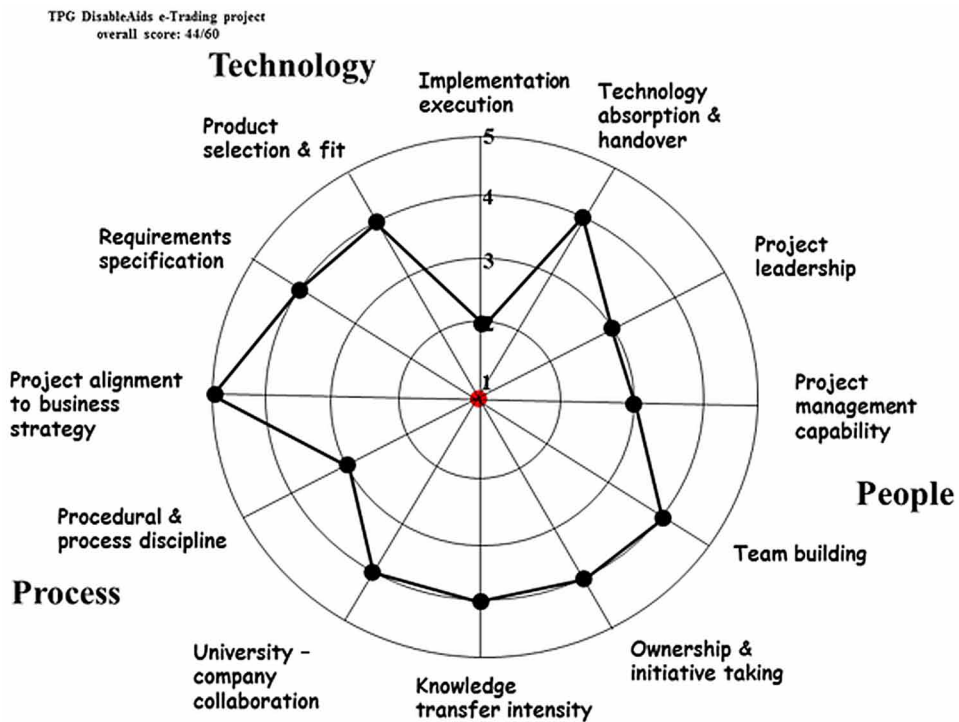 TPG DisableAids e-Trading project
overall score: 44/60
Technology
Implementation
execution
Technology
absorption &
handover
Product
selection & fit
5
4
Requirements
specification
3
Project
leadership
2
1
Project alignment
to business
strategy
Project
management
capability
People
Procedural &
process discipline
Team building
Process
University –
company
collaboration
Knowledge
transfer intensity
Ownership &
initiative taking